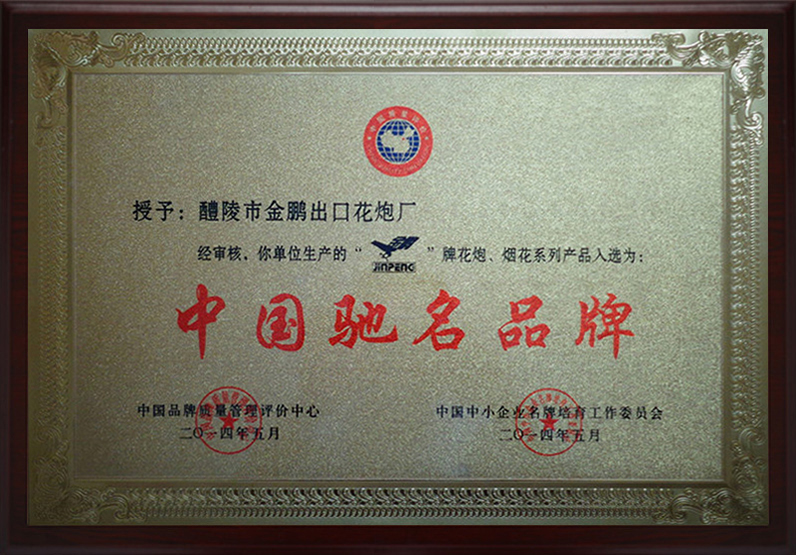 授予：醴陵市金鹏出口花炮厂
经审核，你单位生产的“JINPENG”牌花炮、烟花系列产品入选为：
中国驰名品牌
中国品牌质量管理评价中心
二〇一四年五月
中国中小企业名牌培育工作委员会
二〇一四年五月